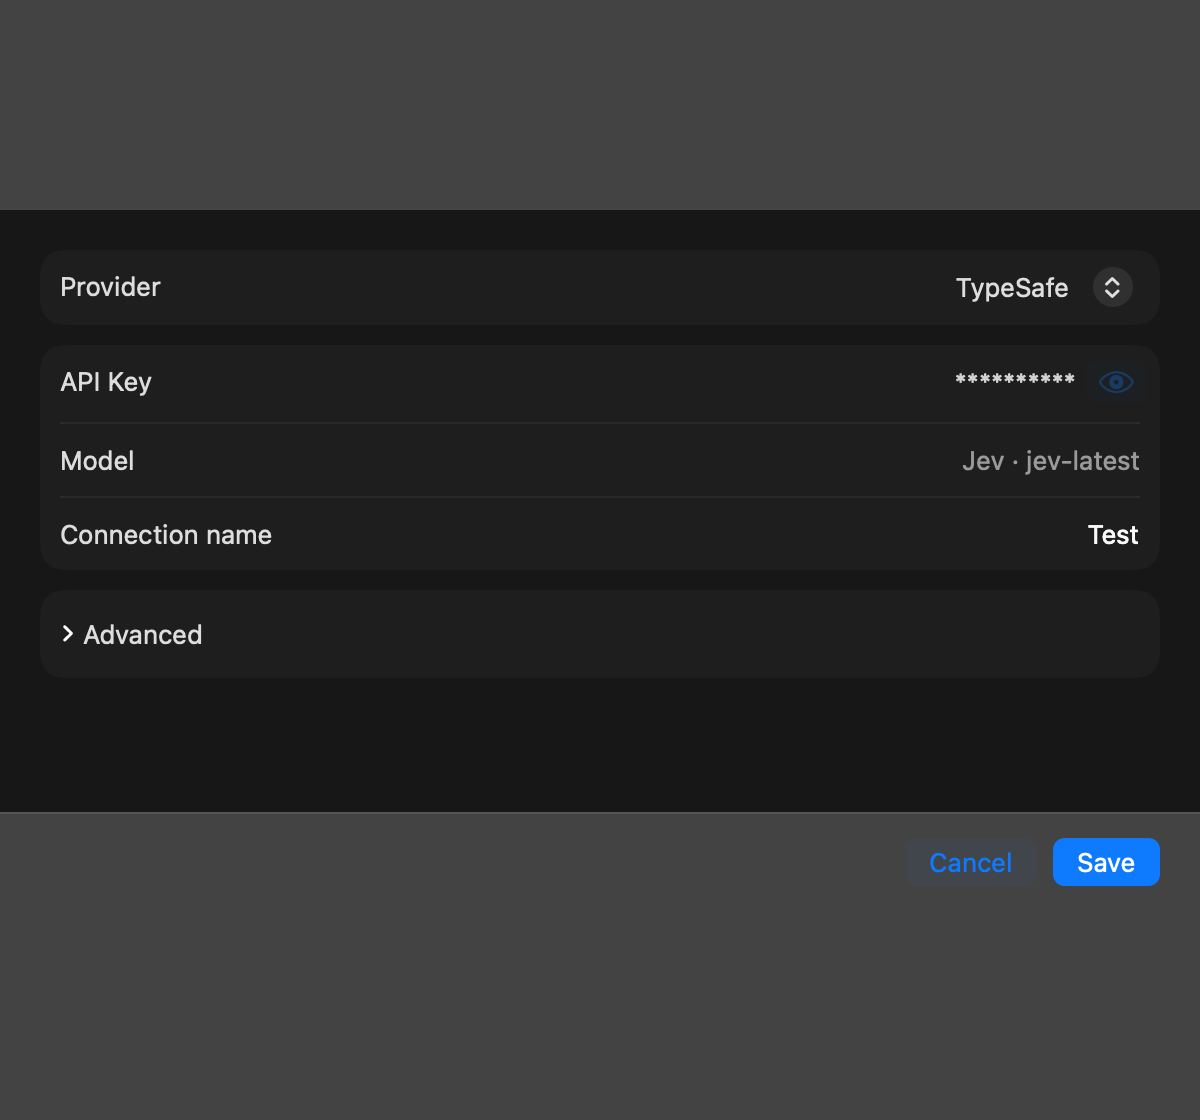 Provider TypeSafe
API Key **********
Model Jev · jev-latest
Connection name Test
Advanced
Cancel Save